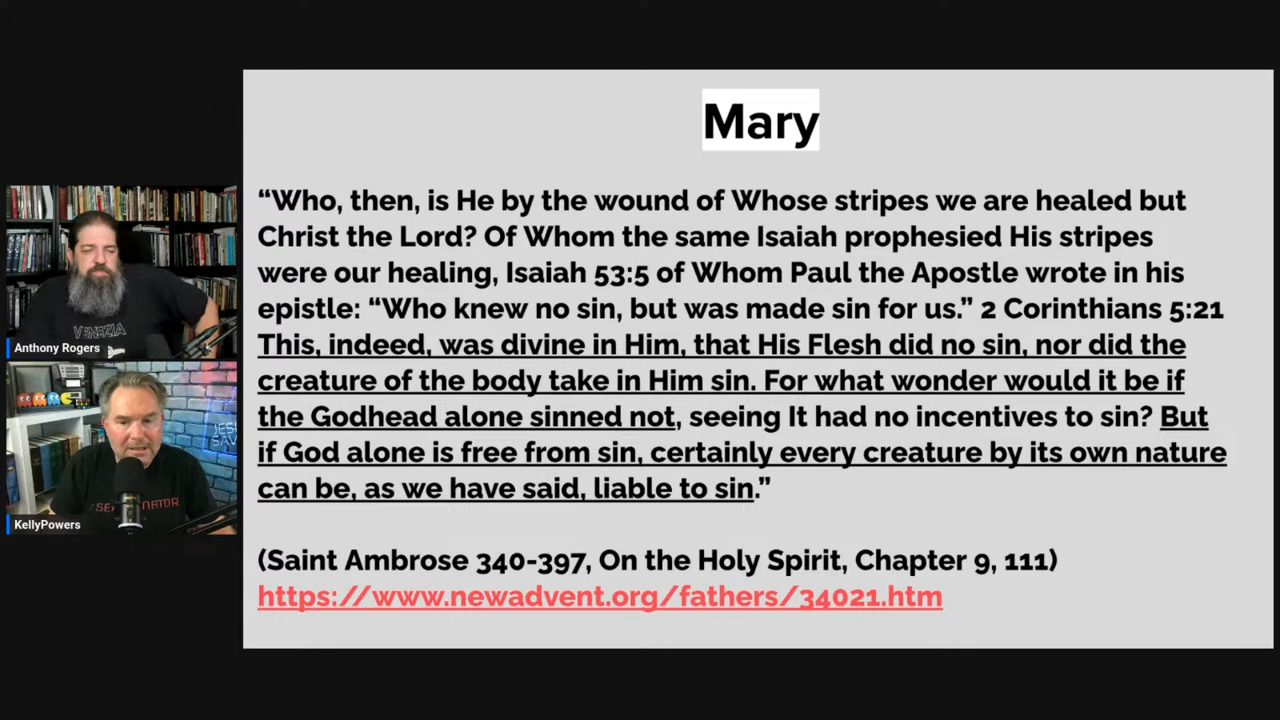 Mary
“Who, then, is He by the wound of Whose stripes we are healed but
Christ the Lord? Of Whom the same Isaiah prophesied His stripes
were our healing, Isaiah 53:5 of Whom Paul the Apostle wrote in his
epistle: “Who knew no sin, but was made sin for us.” 2 Corinthians 5:21
This, indeed, was divine in Him, that His Flesh did no sin, nor did the
creature of the body take in Him sin. For what wonder would it be if
the Godhead alone sinned not, seeing It had no incentives to sin? But
if God alone is free from sin, certainly every creature by its own nature
can be, as we have said, liable to sin.”
(Saint Ambrose 340-397, On the Holy Spirit, Chapter 9, 111)
https://www.newadvent.org/fathers/34021.htm
VENEZIA
Anthony Rogers
KellyPowers